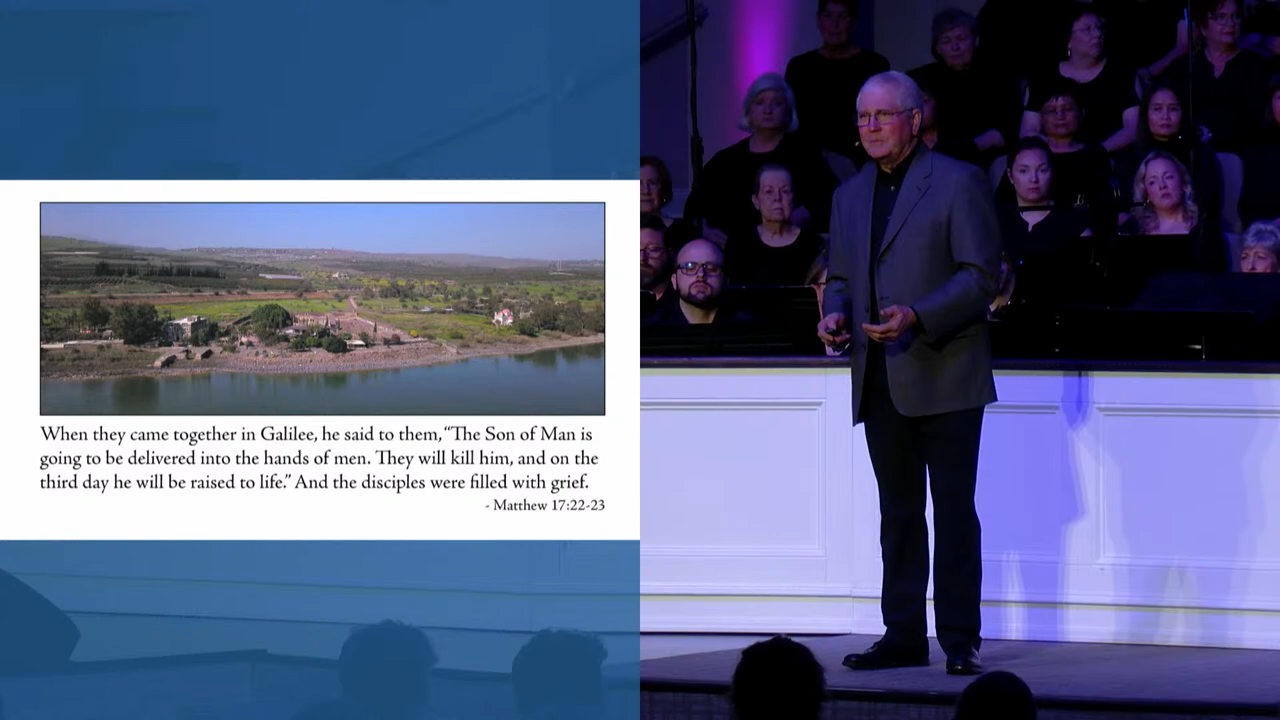 When they came together in Galilee, he said to them, “The Son of Man is
going to be delivered into the hands of men. They will kill him, and on the
third day he will be raised to life.” And the disciples were filled with grief.
- Matthew 17:22-23